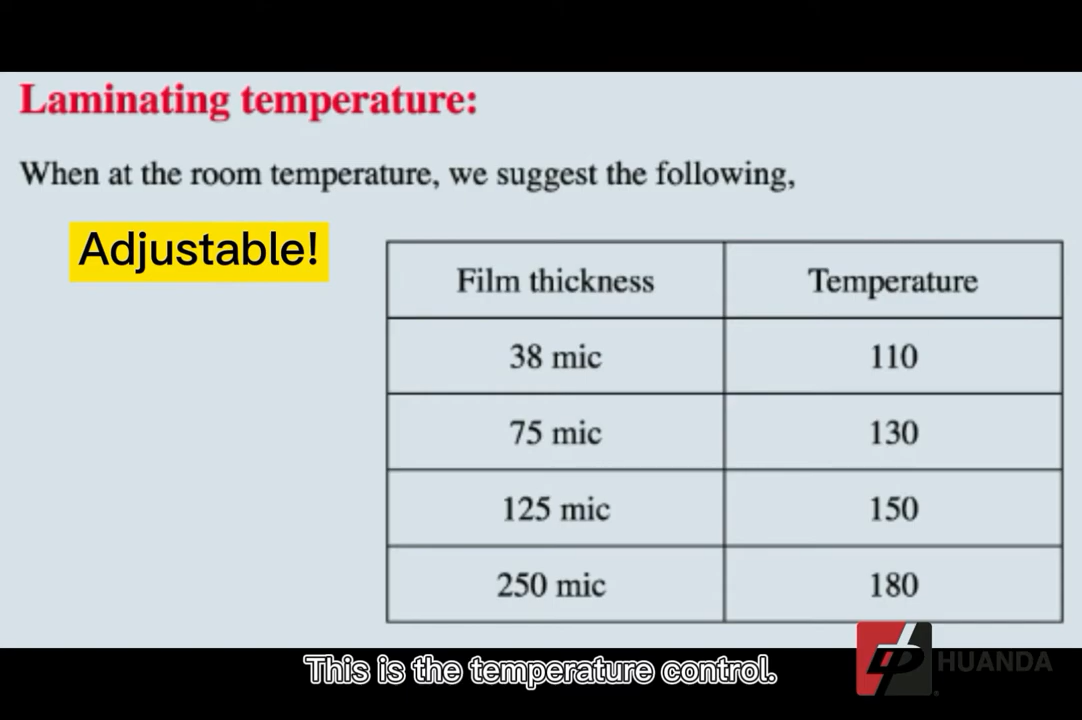 Laminating temperature:
When at the room temperature, we suggest the following,
Adjustable!
Film thickness Temperature
38 mic 110
75 mic 130
125 mic 150
250 mic 180
This is the temperature control.
HUANDA